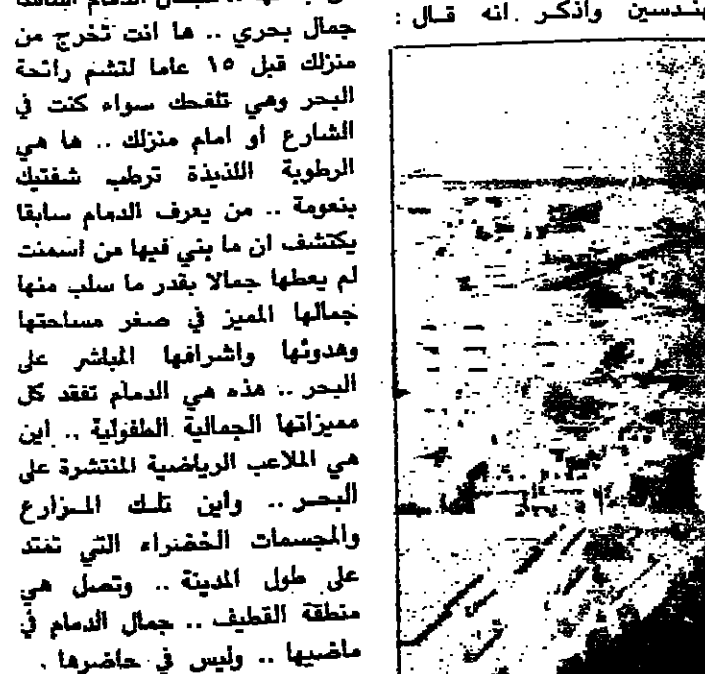 هندسين وأذكر .انه قال :
جمال بحري .. ها انت تخرج من
منزلك قبل ١٥ عاما لتشم رائحة
البحر وهي تلفحك سواء كنت في
الشارع او امام منزلك .. ها هي
الرطوبة اللذيذة ترطب شفتيك
بنعومة .. من يعرف الدمام سابقا
يكتشف ان ما بني فيها من اسمنت
لم يعطها جمالا بقدر ما سلب منها
جمالها المميز في صغر مساحتها
وهدوئها واشرافها المباشر على
البحر .. هذه هي الدمام تفقد كل
مميزاتها الجمالية الطفولية .. اين
هي الملاعب الرياضية المنتشرة على
البحر .. واين تلك المزارع
والمجسمات الخضراء التي تمتد
على طول المدينة .. وتصل هي
منطقة القطيف .. جمال الدمام في
ماضيها .. وليس في حاضرها .